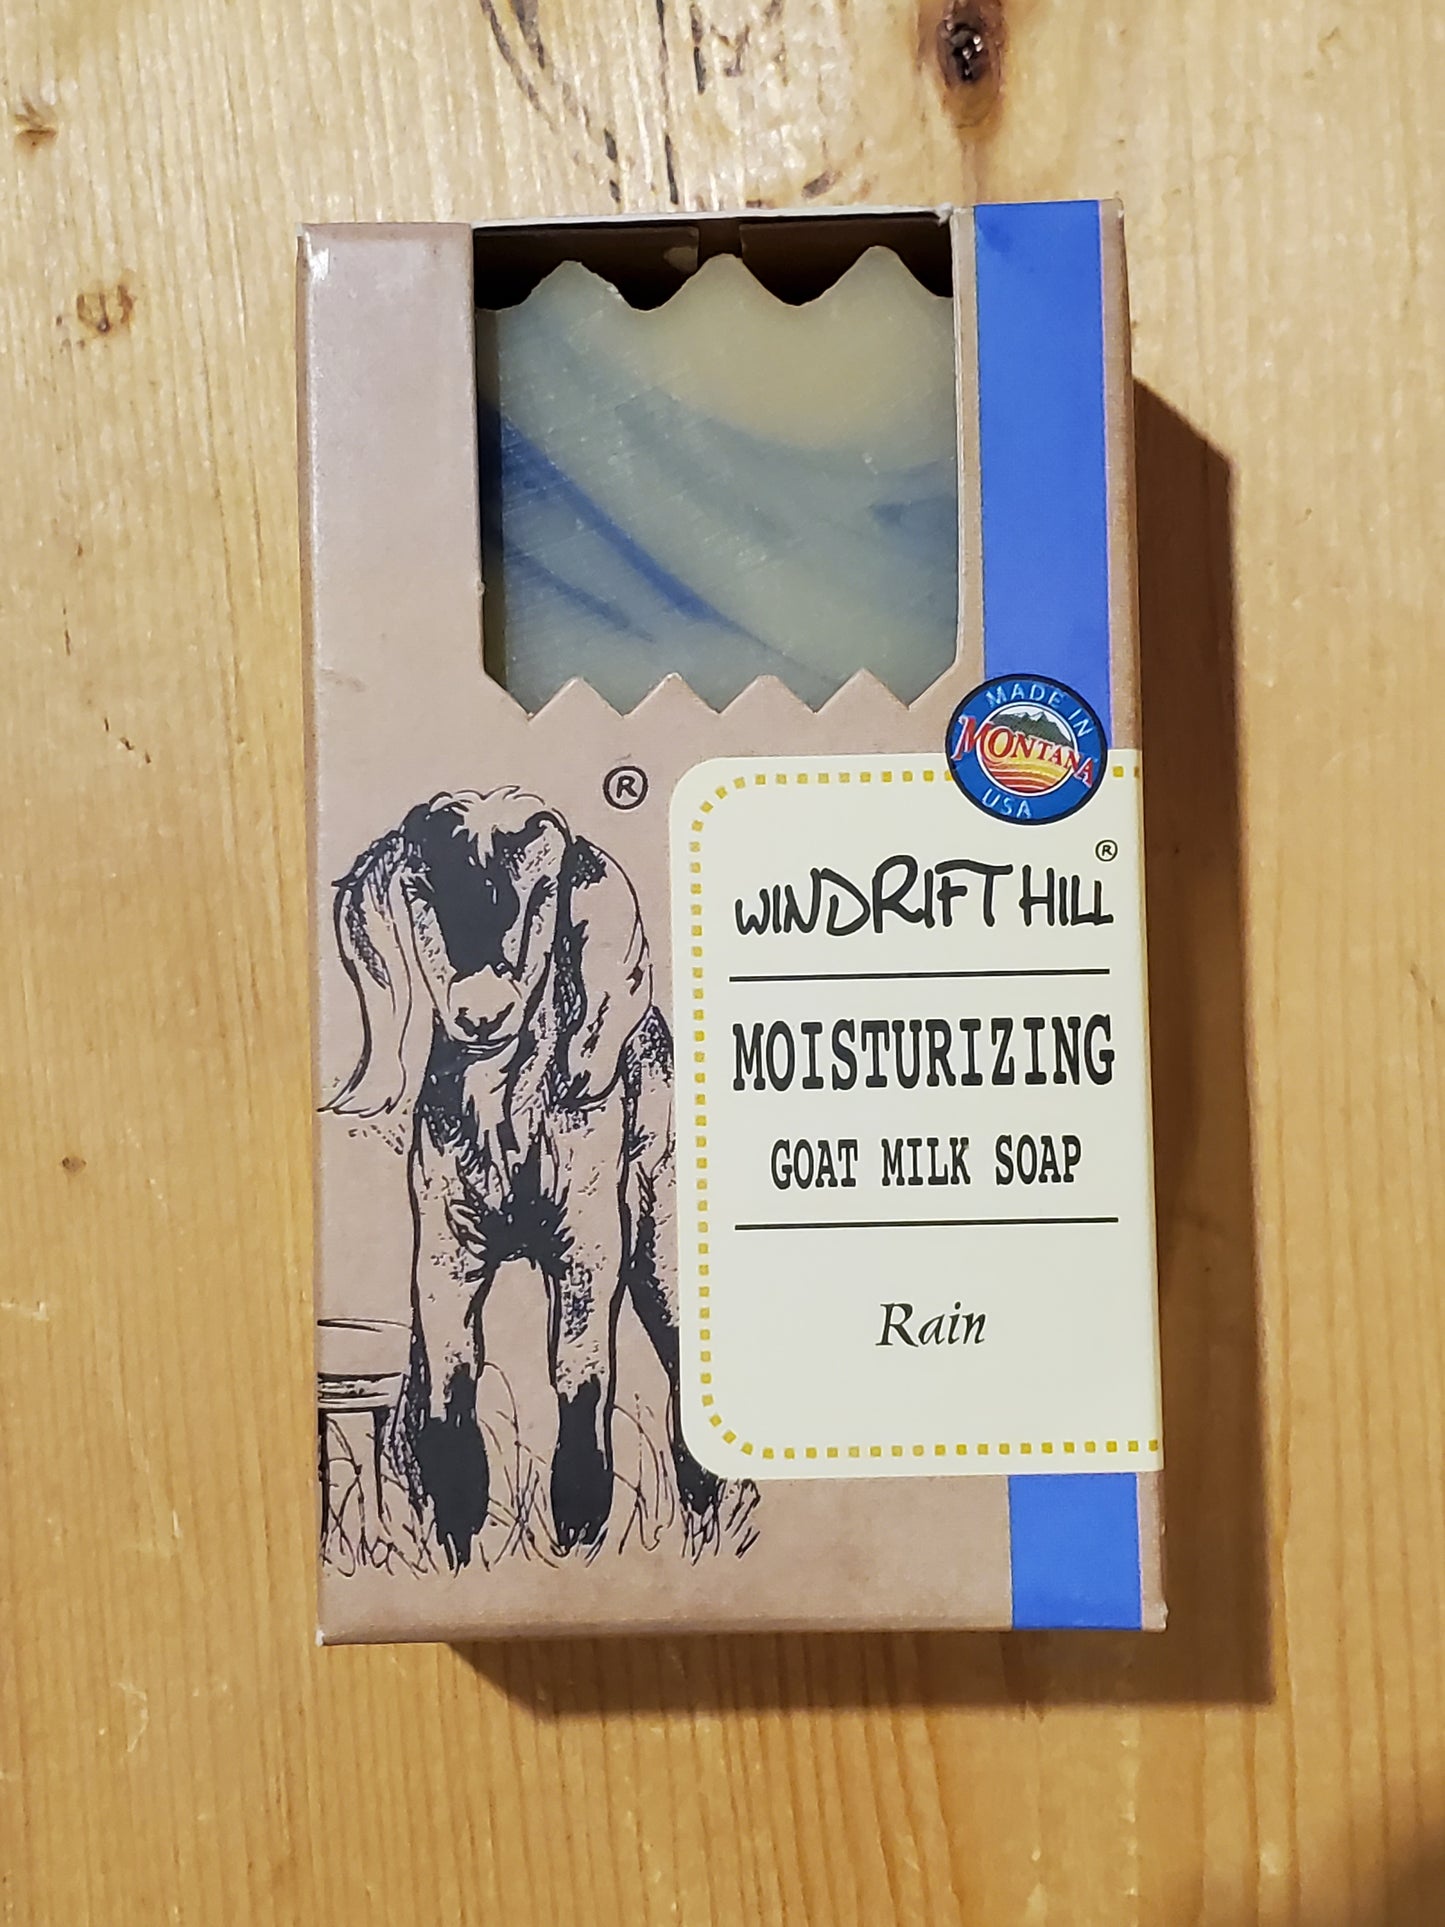 MADE IN
MONTANA
USA
®
®
WINDRIFT HILL
MOISTURIZING
GOAT MILK SOAP
Rain